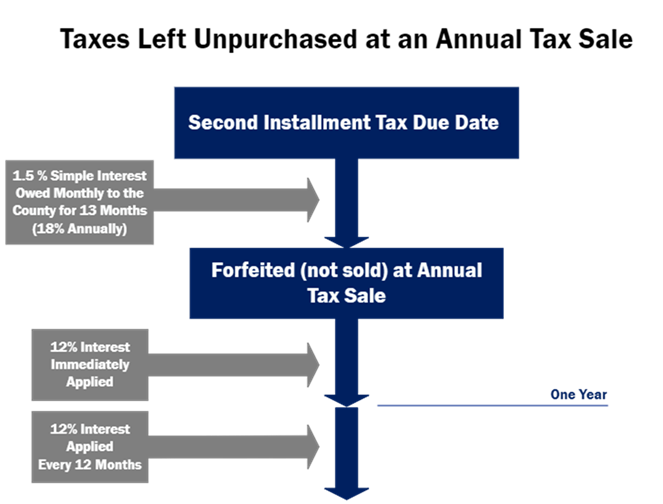 Taxes Left Unpurchased at an Annual Tax Sale
Second Installment Tax Due Date
1.5 % Simple Interest
Owed Monthly to the
County for 13 Months
(18% Annually)
Forfeited (not sold) at Annual
Tax Sale
12% Interest
Immediately
Applied
One Year
12% Interest
Applied
Every 12 Months